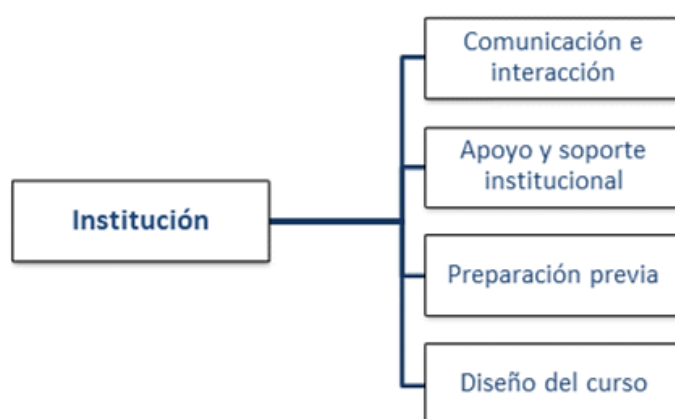 Comunicación e
interacción
Apoyo y soporte
institucional
Institución
Preparación previa
Diseño del curso